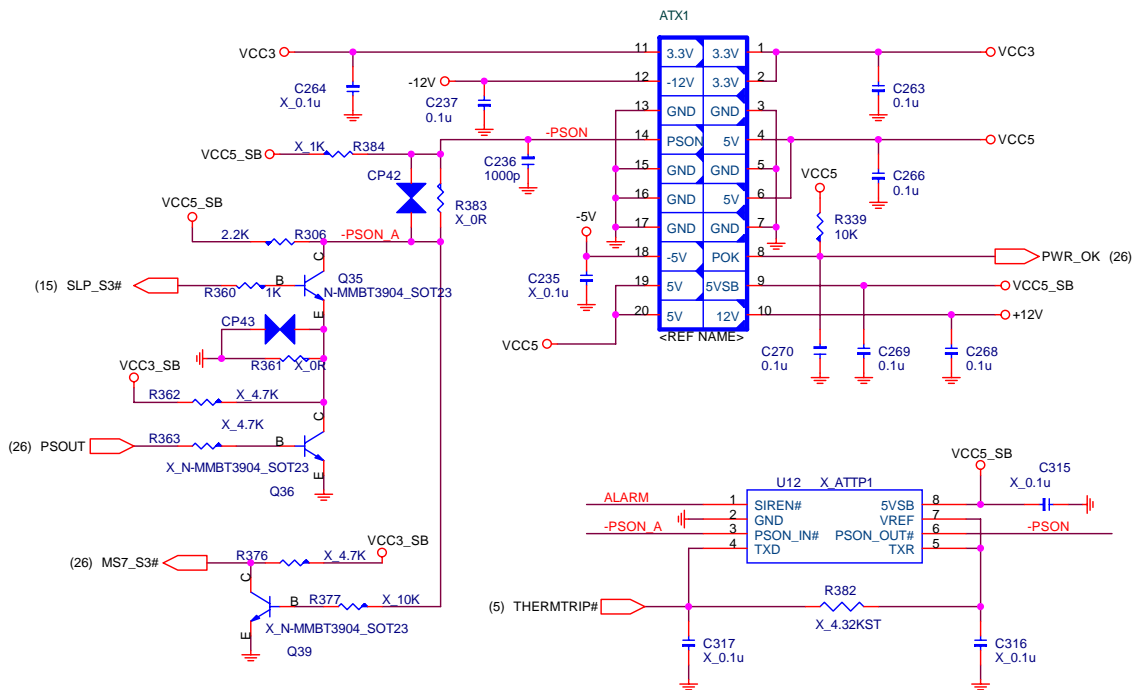 ATX1
VCC3
11
3.3V
3.3V
1
VCC3
C264
X_0.1u
-12V
12
-12V
3.3V
2
C237
0.1u
C263
0.1u
13
GND
GND
3
-PSON
14
PSON
5V
4
VCC5
VCC5_SB
X_1K
R384
C236
1000p
15
GND
GND
5
CP42
R383
X_0R
16
GND
5V
6
C266
0.1u
VCC5
17
GND
GND
7
R339
10K
VCC5_SB
2.2K
R306
-PSON_A
-5V
18
-5V
POK
8
PWR_OK (26)
C
Q35
N-MMBT3904_SOT23
(15) SLP_S3#
R360
1K
B
E
C235
X_0.1u
19
5V
5VSB
9
VCC5_SB
20
5V
12V
10
+12V
<REF NAME>
VCC5
CP43
R361
X_0R
C270
0.1u
C269
0.1u
C268
0.1u
VCC3_SB
R362
X_4.7K
X_4.7K
C
(26) PSOUT
R363
B
X_N-MMBT3904_SOT23
E
Q36
VCC5_SB
C315
X_0.1u
U12
X_ATTP1
ALARM
1
SIREN#
5VSB
8
2
GND
VREF
7
-PSON_A
3
PSON_IN#
PSON_OUT#
6
-PSON
4
TXD
TXR
5
(26) MS7_S3#
R376
X_4.7K
VCC3_SB
C
B
R377
X_10K
X_N-MMBT3904_SOT23
E
Q39
(5) THERMTRIP#
R382
X_4.32KST
C317
X_0.1u
C316
X_0.1u